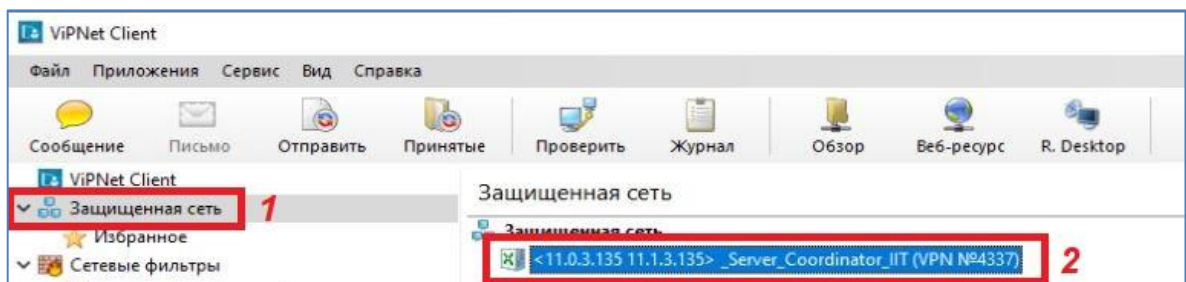 ViPNet Client
Файл Приложения Сервис Вид Справка
Сообщение Письмо Отправить Принятые Проверить Журнал Обзор Веб-ресурс R. Desktop
ViPNet Client
Защищенная сеть 1
Избранное
Сетевые фильтры
Защищенная сеть
Защищенная сеть
<11.0.3.135 11.1.3.135> _Server_Coordinator_IIT (VPN №4337) 2